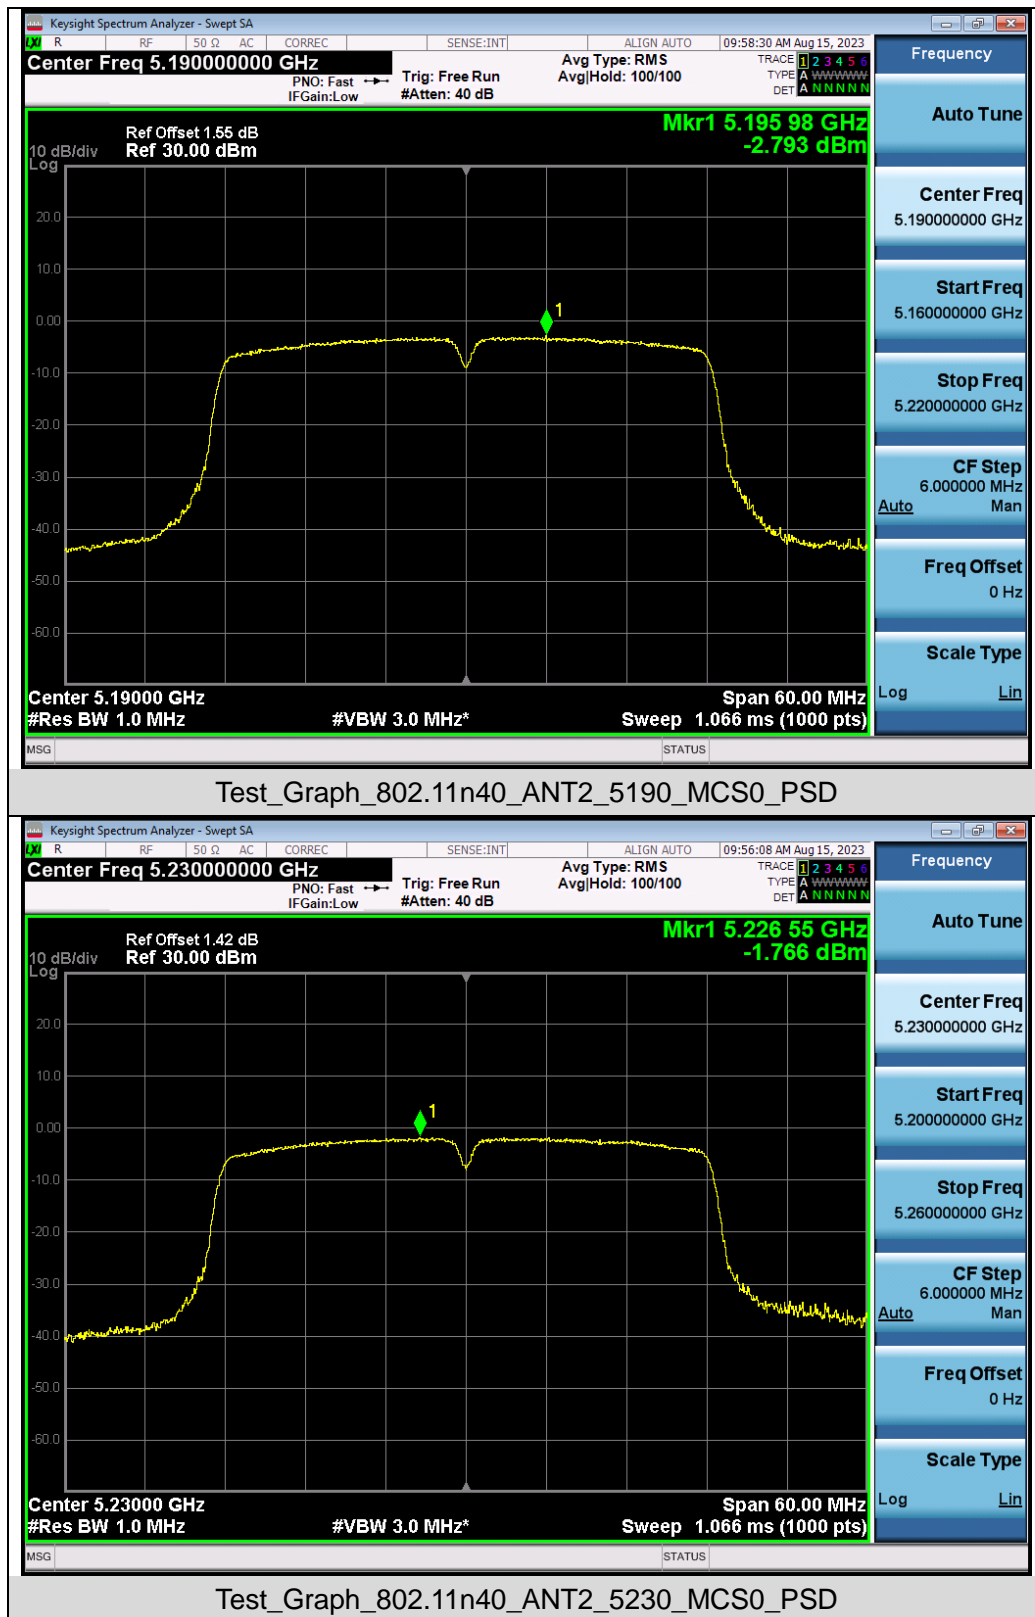 Keysight Spectrum Analyzer - Swept SA
LXI R RF 50 Ω AC CORREC SENSE:INT ALIGN AUTO 09:58:30 AM Aug 15, 2023
Center Freq 5.190000000 GHz
PNO: Fast
IFGain:Low
Trig: Free Run
#Atten: 40 dB
Avg Type: RMS
Avg|Hold: 100/100
TRACE 1 2 3 4 5 6
TYPE A WWWWW
DET A N N N N N
Frequency
Auto Tune
Center Freq
5.190000000 GHz
Start Freq
5.160000000 GHz
Stop Freq
5.220000000 GHz
CF Step
6.000000 MHz
Auto Man
Freq Offset
0 Hz
Scale Type
Log Lin
Mkr1 5.195 98 GHz
-2.793 dBm
Ref Offset 1.55 dB
10 dB/div Ref 30.00 dBm
Log
20.0
10.0
0.00
1
-10.0
-20.0
-30.0
-40.0
-50.0
-60.0
Center 5.19000 GHz Span 60.00 MHz
#Res BW 1.0 MHz #VBW 3.0 MHz* Sweep 1.066 ms (1000 pts)
MSG STATUS
Test_Graph_802.11n40_ANT2_5190_MCS0_PSD
Keysight Spectrum Analyzer - Swept SA
LXI R RF 50 Ω AC CORREC SENSE:INT ALIGN AUTO 09:56:08 AM Aug 15, 2023
Center Freq 5.230000000 GHz
PNO: Fast
IFGain:Low
Trig: Free Run
#Atten: 40 dB
Avg Type: RMS
Avg|Hold: 100/100
TRACE 1 2 3 4 5 6
TYPE A WWWWW
DET A N N N N N
Frequency
Auto Tune
Center Freq
5.230000000 GHz
Start Freq
5.200000000 GHz
Stop Freq
5.260000000 GHz
CF Step
6.000000 MHz
Auto Man
Freq Offset
0 Hz
Scale Type
Log Lin
Mkr1 5.226 55 GHz
-1.766 dBm
Ref Offset 1.42 dB
10 dB/div Ref 30.00 dBm
Log
20.0
10.0
0.00
1
-10.0
-20.0
-30.0
-40.0
-50.0
-60.0
Center 5.23000 GHz Span 60.00 MHz
#Res BW 1.0 MHz #VBW 3.0 MHz* Sweep 1.066 ms (1000 pts)
MSG STATUS
Test_Graph_802.11n40_ANT2_5230_MCS0_PSD